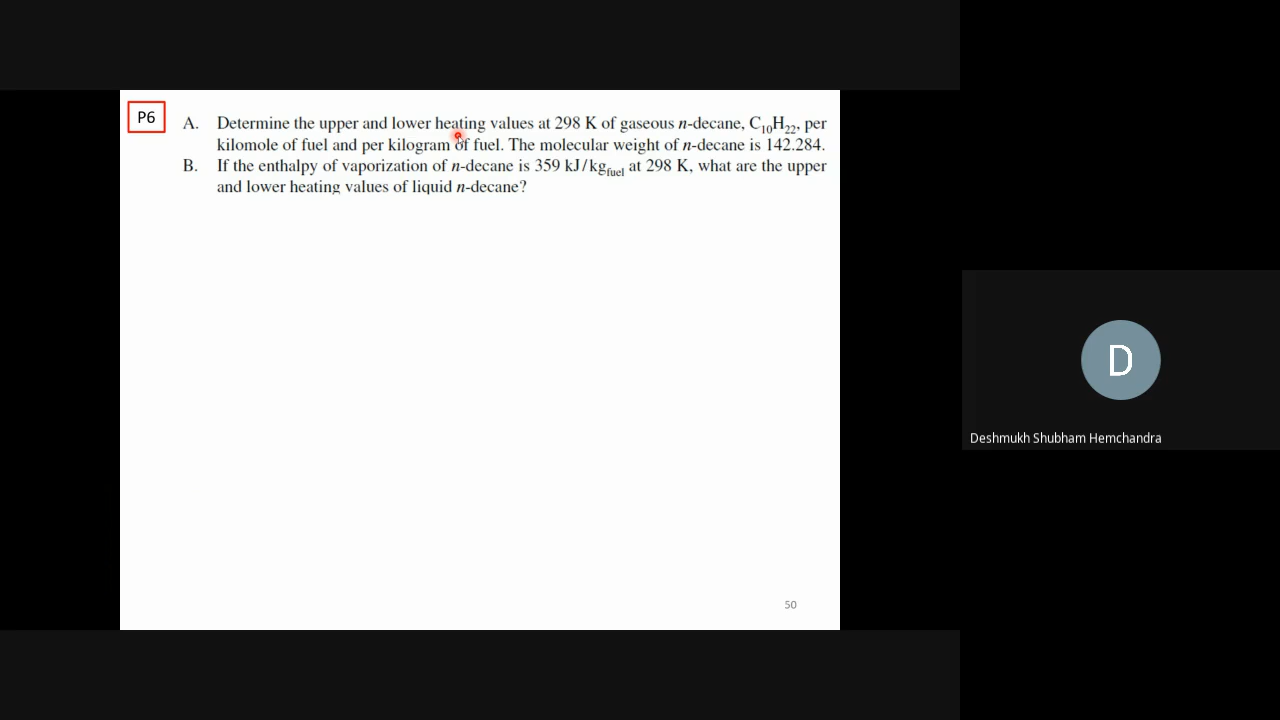 P6
A. Determine the upper and lower heating values at 298 K of gaseous n-decane, C₁₀H₂₂, per
kilomole of fuel and per kilogram of fuel. The molecular weight of n-decane is 142.284.
B. If the enthalpy of vaporization of n-decane is 359 kJ/kg_fuel at 298 K, what are the upper
and lower heating values of liquid n-decane?
50
D
Deshmukh Shubham Hemchandra